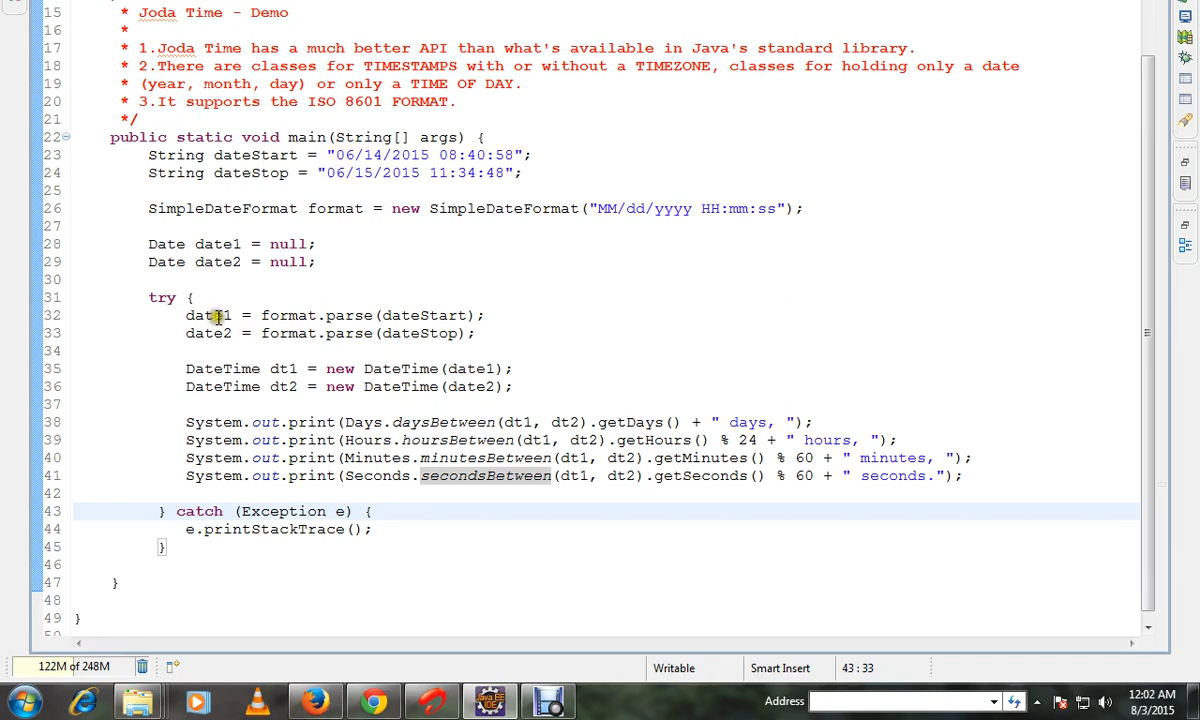 15 * Joda Time - Demo
16 *
17 * 1.Joda Time has a much better API than what's available in Java's standard library.
18 * 2.There are classes for TIMESTAMPS with or without a TIMEZONE, classes for holding only a date
19 * (year, month, day) or only a TIME OF DAY.
20 * 3.It supports the ISO 8601 FORMAT.
21 */
22 public static void main(String[] args) {
23 String dateStart = "06/14/2015 08:40:58";
24 String dateStop = "06/15/2015 11:34:48";
25
26 SimpleDateFormat format = new SimpleDateFormat("MM/dd/yyyy HH:mm:ss");
27
28 Date date1 = null;
29 Date date2 = null;
30
31 try {
32 date1 = format.parse(dateStart);
33 date2 = format.parse(dateStop);
34
35 DateTime dt1 = new DateTime(date1);
36 DateTime dt2 = new DateTime(date2);
37
38 System.out.print(Days.daysBetween(dt1, dt2).getDays() + " days, ");
39 System.out.print(Hours.hoursBetween(dt1, dt2).getHours() % 24 + " hours, ");
40 System.out.print(Minutes.minutesBetween(dt1, dt2).getMinutes() % 60 + " minutes, ");
41 System.out.print(Seconds.secondsBetween(dt1, dt2).getSeconds() % 60 + " seconds.");
42
43 } catch (Exception e) {
44 e.printStackTrace();
45 }
46
47 }
48
49 }
50
122M of 248M Writable Smart Insert 43 : 33
Java EE IDE Address 12:02 AM
8/3/2015